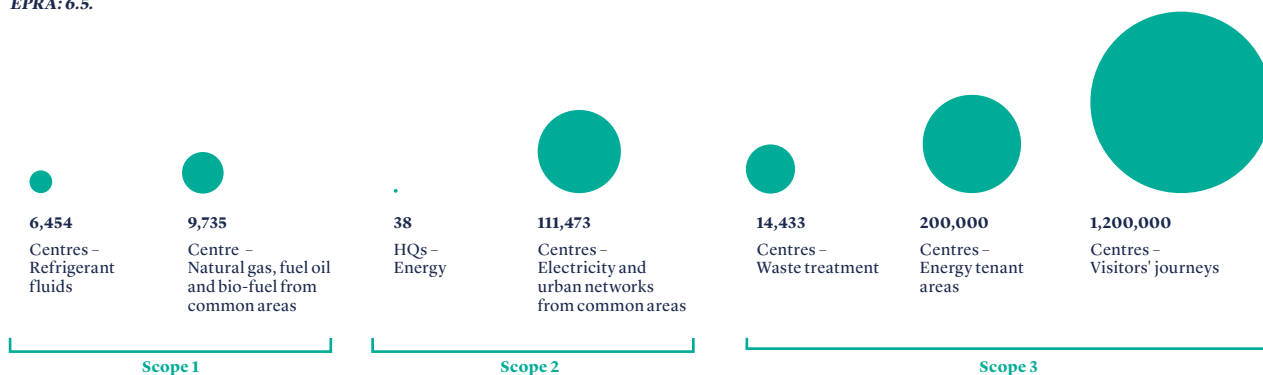 EPRA: 6.5.
6,454
Centres –
Refrigerant
fluids
9,735
Centre –
Natural gas, fuel oil
and bio-fuel from
common areas
38
HQs –
Energy
111,473
Centres –
Electricity and
urban networks
from common areas
14,433
Centres –
Waste treatment
200,000
Centres –
Energy tenant
areas
1,200,000
Centres –
Visitors' journeys
Scope 1
Scope 2
Scope 3